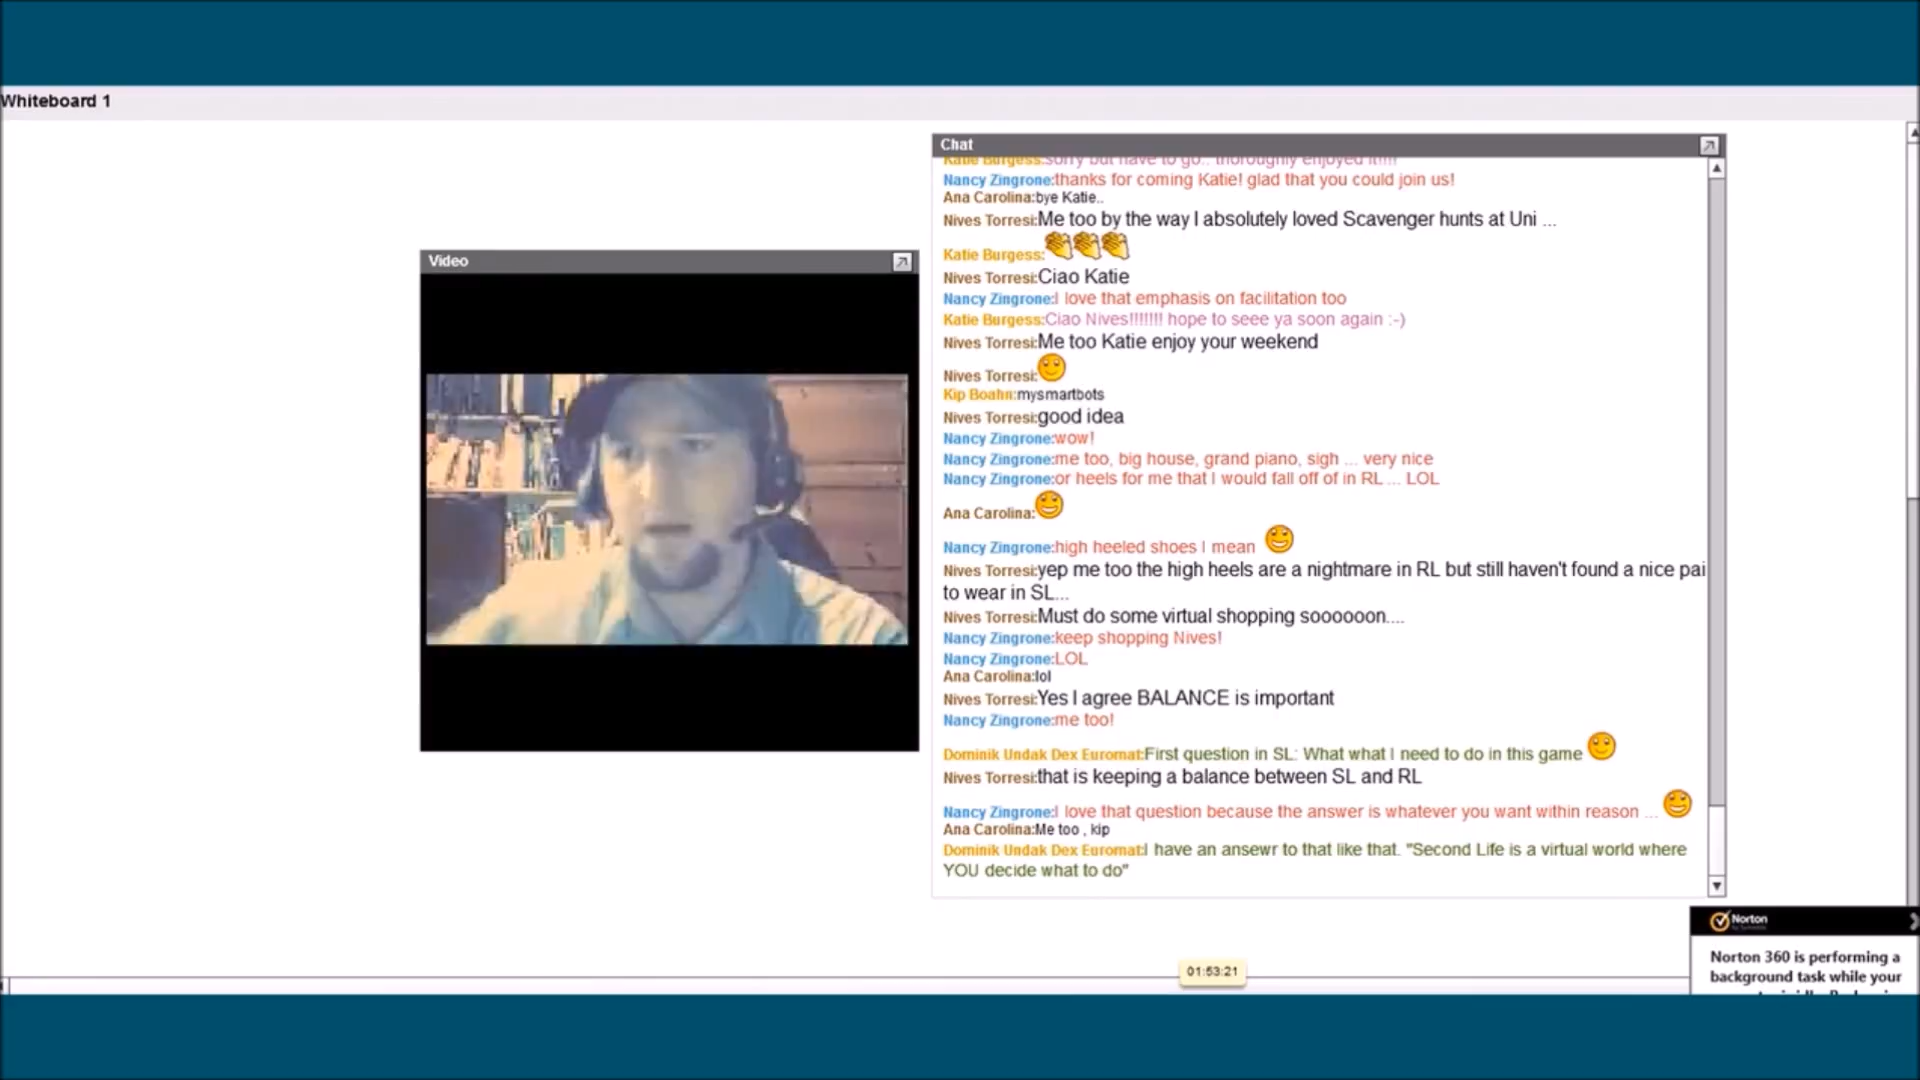 Whiteboard 1
Chat
Katie Burgess:sorry but have to go.. thoroughly enjoyed it!!!!
Nancy Zingrone:thanks for coming Katie! glad that you could join us!
Ana Carolina:bye Katie..
Nives Torresi:Me too by the way I absolutely loved Scavenger hunts at Uni ...
Katie Burgess:
Video
Nives Torresi:Ciao Katie
Nancy Zingrone:I love that emphasis on facilitation too
Katie Burgess:Ciao Nives!!!!!!! hope to seee ya soon again :-)
Nives Torresi:Me too Katie enjoy your weekend
Nives Torresi:
Kip Boahn:mysmartbots
Nives Torresi:good idea
Nancy Zingrone:wow!
Nancy Zingrone:me too, big house, grand piano, sigh ... very nice
Nancy Zingrone:or heels for me that I would fall off of in RL ... LOL
Ana Carolina:
Nancy Zingrone:high heeled shoes I mean
Nives Torresi:yep me too the high heels are a nightmare in RL but still haven't found a nice pai
to wear in SL...
Nives Torresi:Must do some virtual shopping soooooon....
Nancy Zingrone:keep shopping Nives!
Nancy Zingrone:LOL
Ana Carolina:lol
Nives Torresi:Yes I agree BALANCE is important
Nancy Zingrone:me too!
Dominik Undak Dex Euromat:First question in SL: What what I need to do in this game
Nives Torresi:that is keeping a balance between SL and RL
Nancy Zingrone:I love that question because the answer is whatever you want within reason ...
Ana Carolina:Me too , kip
Dominik Undak Dex Euromat:I have an ansewr to that like that. "Second Life is a virtual world where
YOU decide what to do"
Norton
Norton 360 is performing a
background task while your
01:53:21